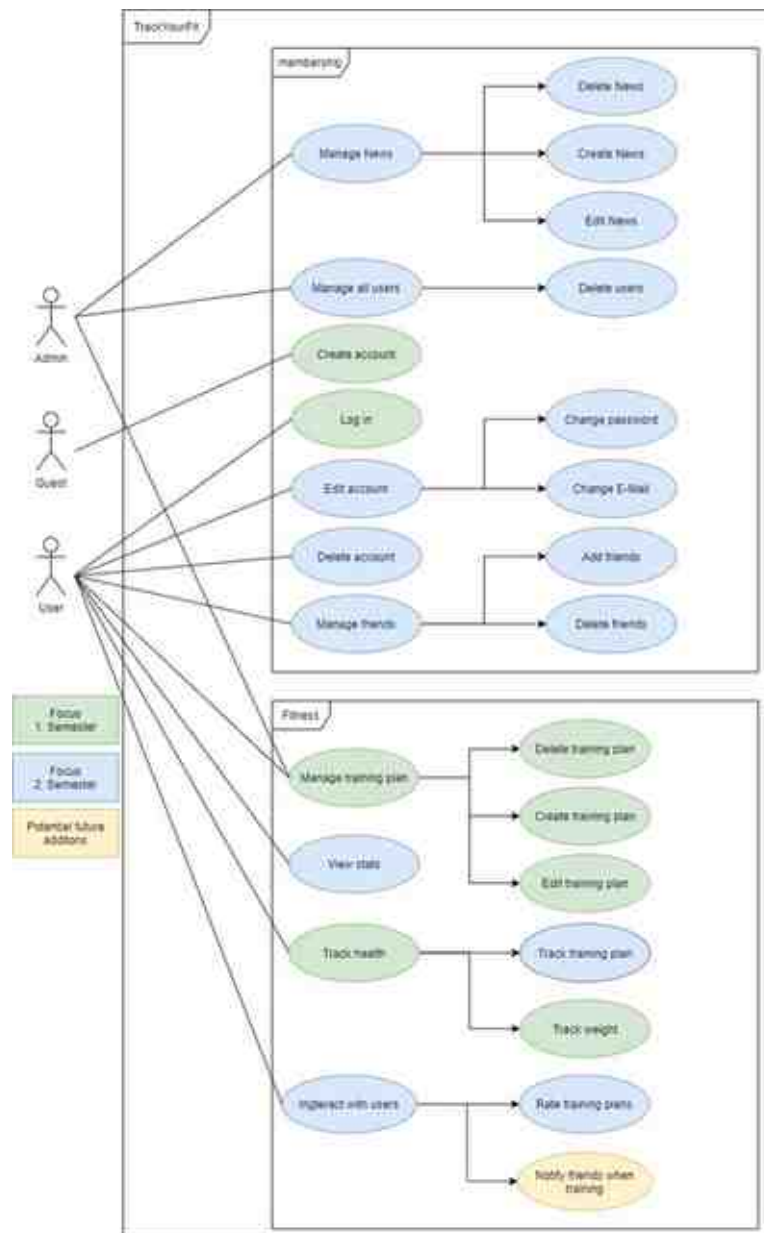 TrackYourFit
memberying
Delete News
Manage News
Create News
Edit News
Manage all users
Delete users
Admin
Create account
Log in
Change password
Guest
Edit account
Change E-Mail
Delete account
Add friends
User
Manage friends
Delete friends
Focus
1. Semester
Focus
2. Semester
Potential future
additions
Fitness
Delete training plan
Manage training plan
Create training plan
View stats
Edit training plan
Track health
Track training plan
Track weight
Ingteract with users
Rate training plans
Notify friends when
training